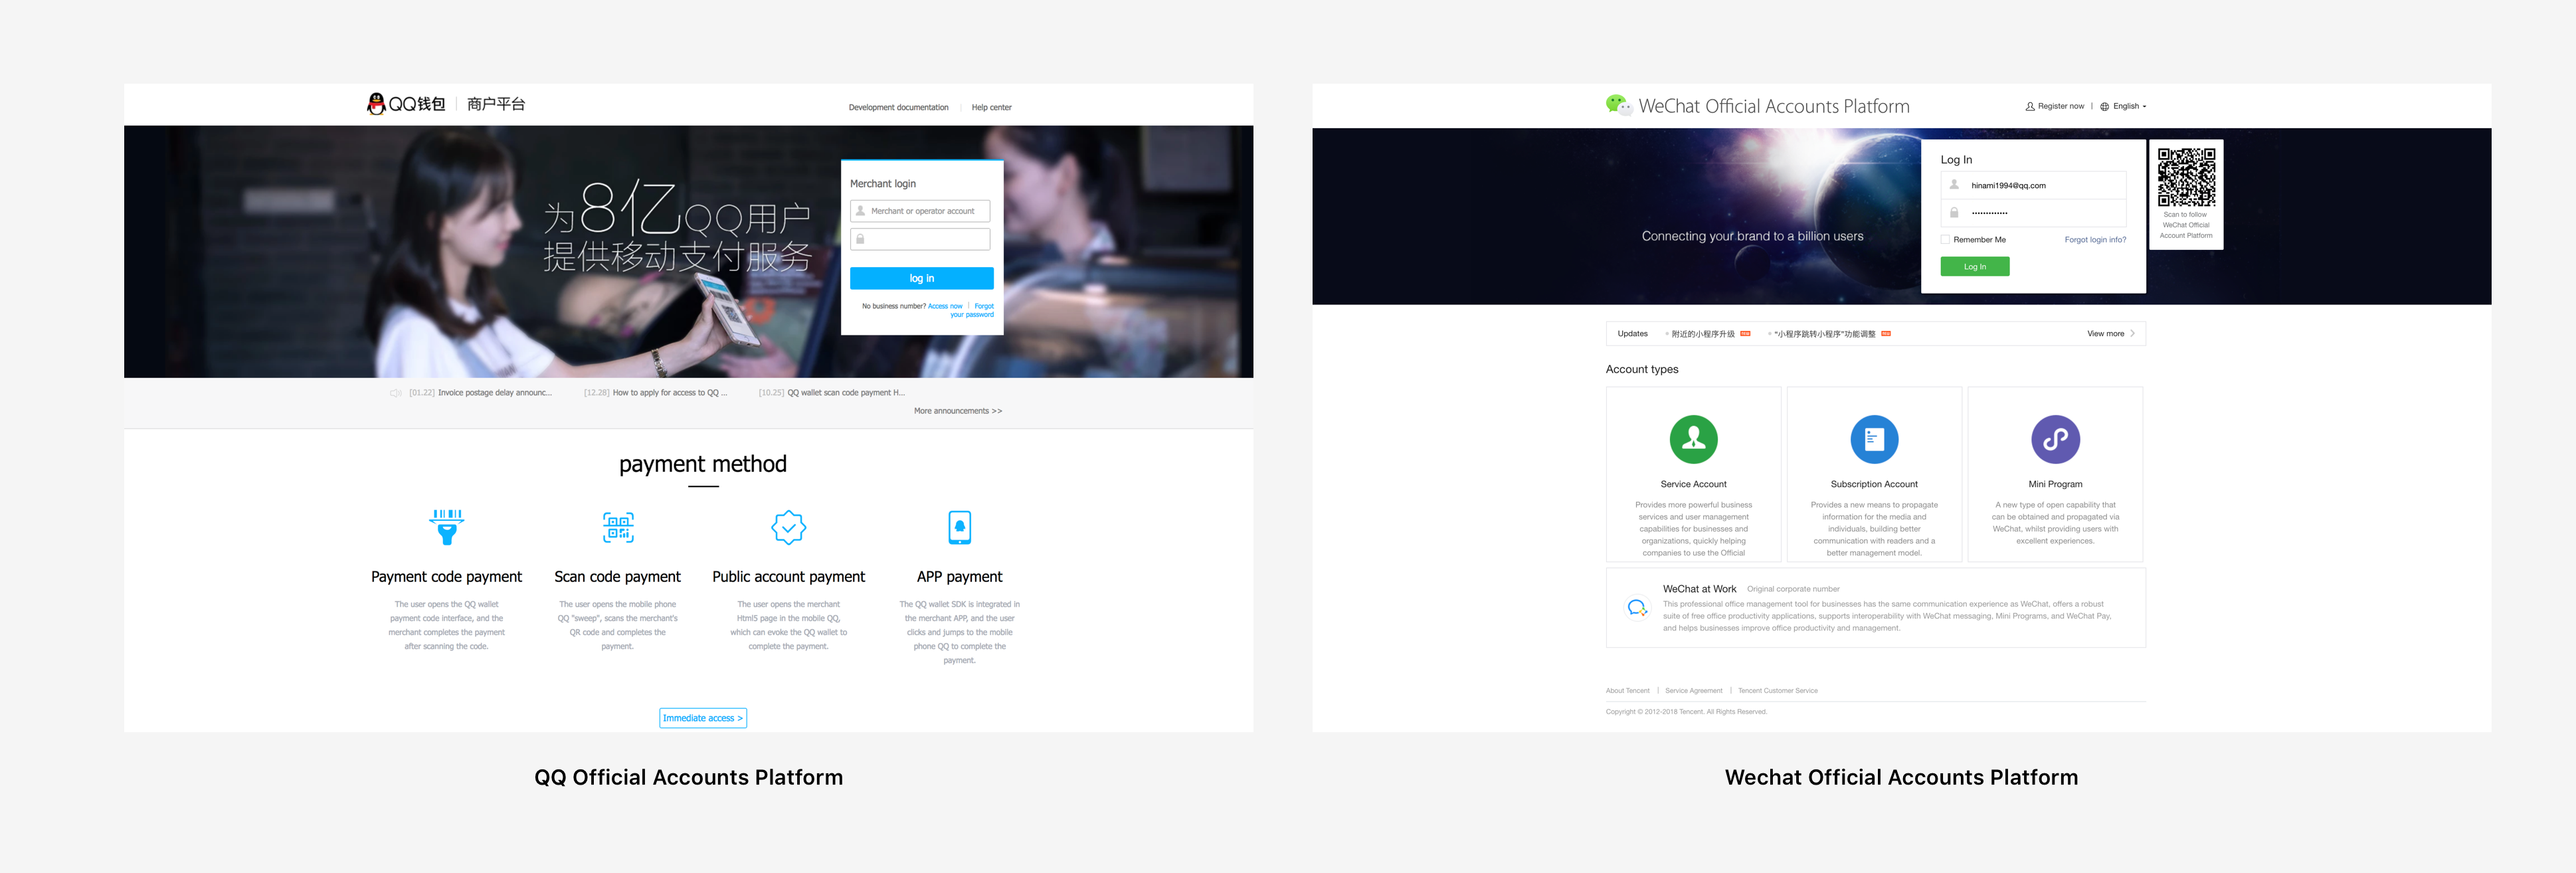 QQ钱包 | 商户平台
Development documentation | Help center
为8亿QQ用户
提供移动支付服务
Merchant login
Merchant or operator account
log in
No business number? Access now | Forgot
your password
[01.22] Invoice postage delay announc...
[12.28] How to apply for access to QQ ...
[10.25] QQ wallet scan code payment H...
More announcements >>
payment method
Payment code payment
The user opens the QQ wallet
payment code interface, and the
merchant completes the payment
after scanning the code.
Scan code payment
The user opens the mobile phone
QQ "sweep", scans the merchant's
QR code and completes the
payment.
Public account payment
The user opens the merchant
Html5 page in the mobile QQ,
which can evoke the QQ wallet to
complete the payment.
APP payment
The QQ wallet SDK is integrated in
the merchant APP, and the user
clicks and jumps to the mobile
phone QQ to complete the
payment.
Immediate access >
QQ Official Accounts Platform
WeChat Official Accounts Platform
Register now | English
Connecting your brand to a billion users
Log In
hinami1994@qq.com
•••••••••••••
Remember Me
Forgot login info?
Log In
Scan to follow
WeChat Official
Account Platform
Updates
附近的小程序升级
“小程序跳转小程序”功能调整
View more
Account types
Service Account
Provides more powerful business
services and user management
capabilities for businesses and
organizations, quickly helping
companies to use the Official
Subscription Account
Provides a new means to propagate
information for the media and
individuals, building better
communication with readers and a
better management model.
Mini Program
A new type of open capability that
can be obtained and propagated via
WeChat, whilst providing users with
excellent experiences.
WeChat at Work Original corporate number
This professional office management tool for businesses has the same communication experience as WeChat, offers a robust
suite of free office productivity applications, supports interoperability with WeChat messaging, Mini Programs, and WeChat Pay,
and helps businesses improve office productivity and management.
About Tencent | Service Agreement | Tencent Customer Service
Copyright © 2012-2018 Tencent. All Rights Reserved.
Wechat Official Accounts Platform